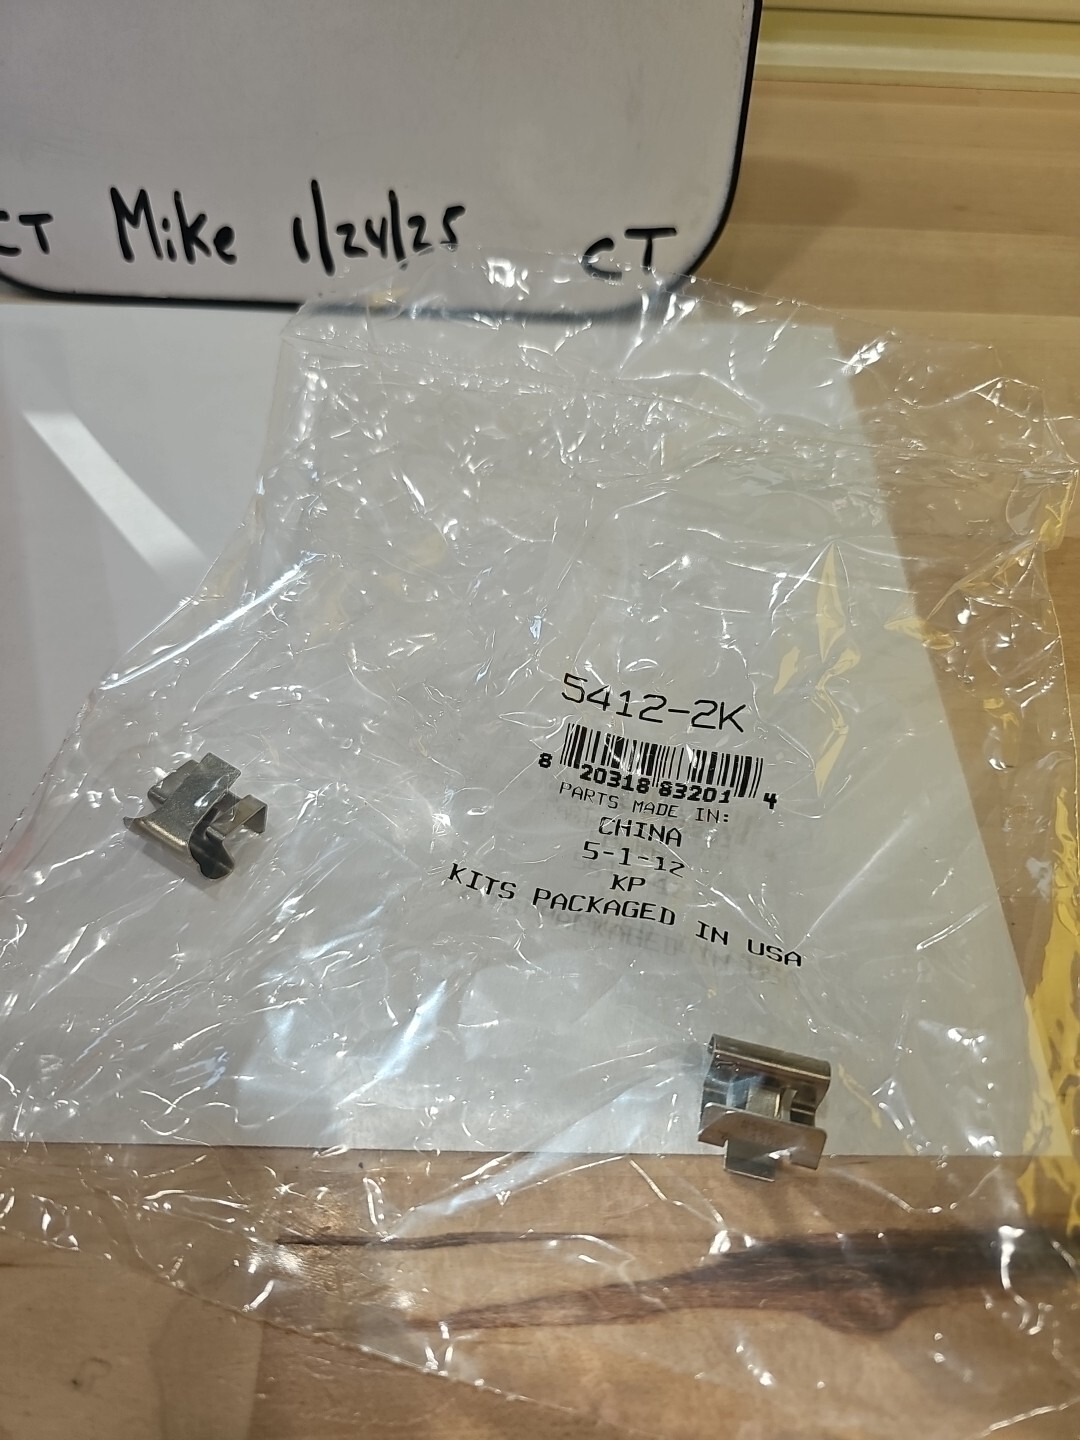 CT Mike 1/24/25 CT
5412-2K
8 20318 83201 4
PARTS MADE IN:
CHINA
5-1-12
KP
KITS PACKAGED IN USA